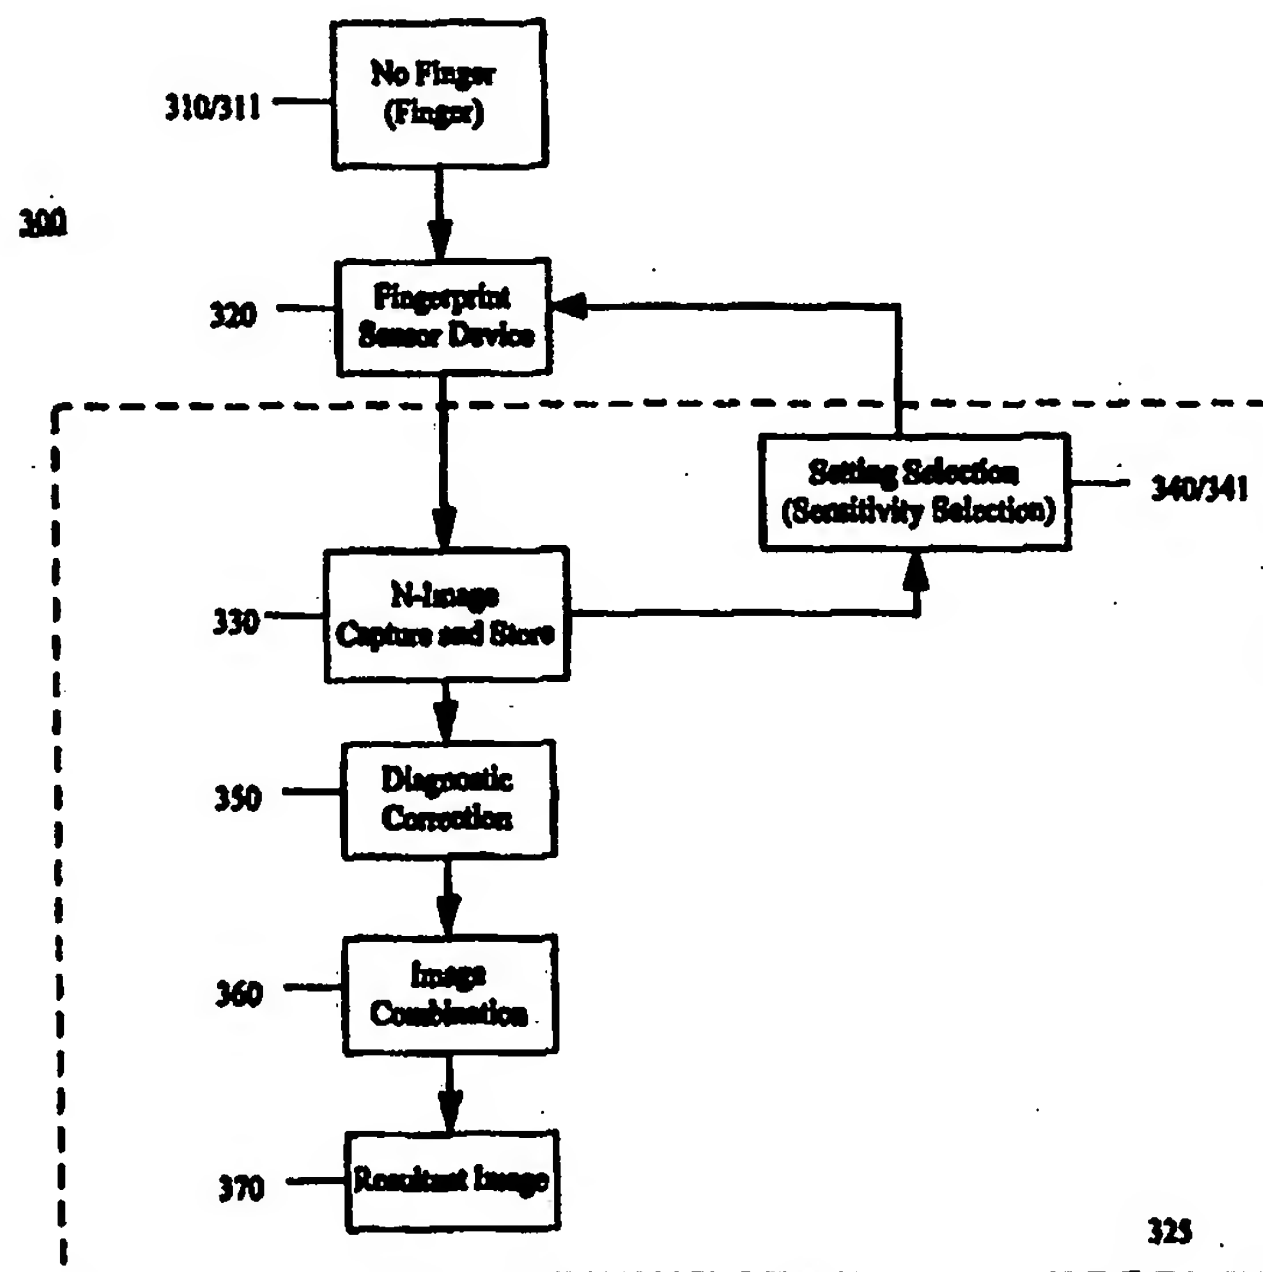 No Finger
(Finger)
310/311
300
Fingerprint
Sensor Device
320
Setting Selection
(Sensitivity Selection)
340/341
N-Image
Capture and Store
330
Diagnostic
Correction
350
Image
Combination
360
Resultant Image
370
325